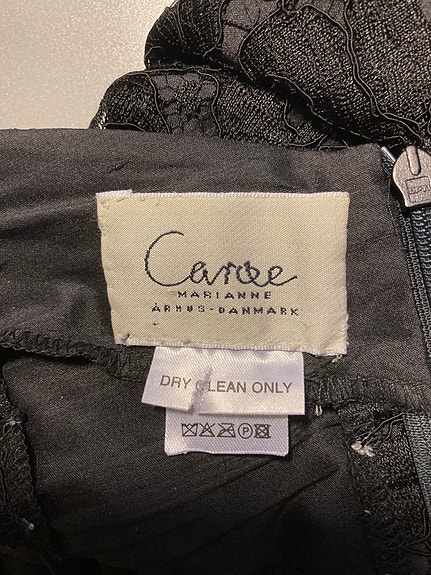 Carøe
MARIANNE
ÅRHUS-DANMARK
DRY CLEAN ONLY
P